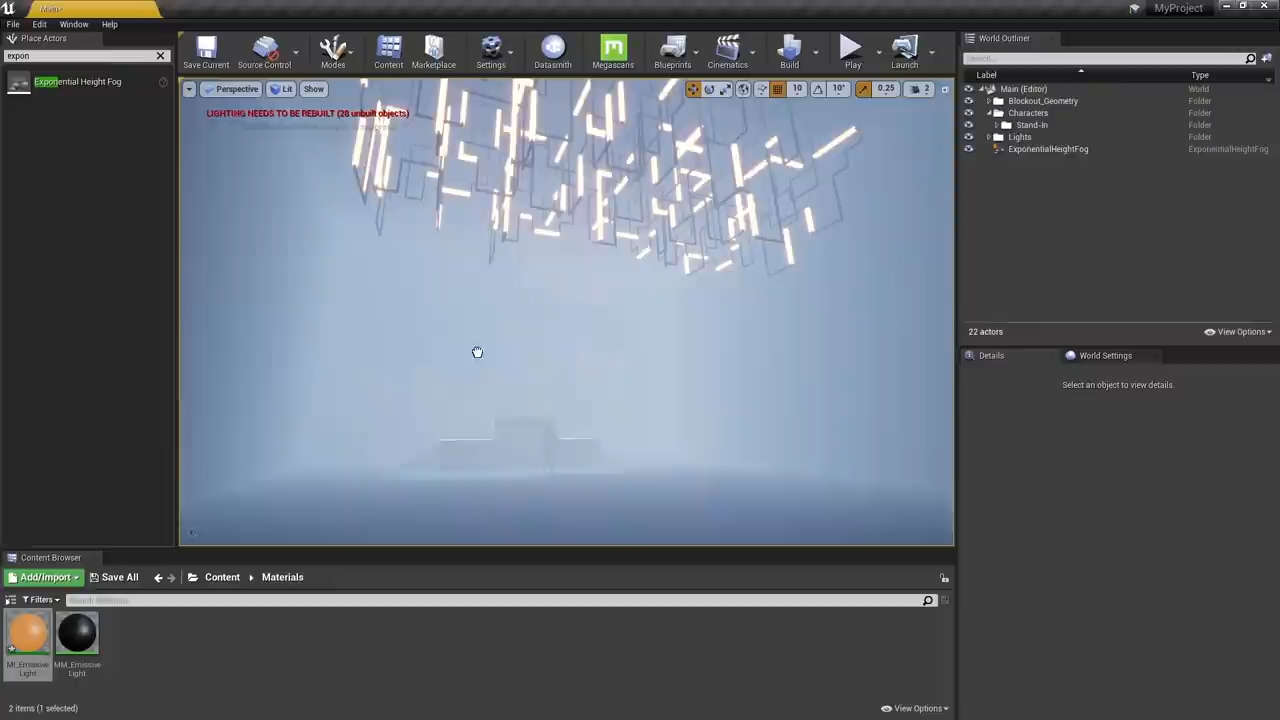 Main*
MyProject
File Edit Window Help
Place Actors
expon
Exponential Height Fog
Save Current
Source Control
Modes
Content
Marketplace
Settings
Datasmith
Megascans
Blueprints
Cinematics
Build
Play
Launch
Perspective
Lit
Show
10
10°
0.25
2
LIGHTING NEEDS TO BE REBUILT (28 unbuilt objects)
World Outliner
Search...
Label Type
Main (Editor) World
Blockout_Geometry Folder
Characters Folder
Stand-In Folder
Lights Folder
ExponentialHeightFog ExponentialHeightFog
22 actors
View Options
Details
World Settings
Select an object to view details.
Content Browser
Add/Import
Save All
Content
Materials
Filters
Search Materials
MI_Emissive
Light
MM_Emissive
Light
2 items (1 selected)
View Options